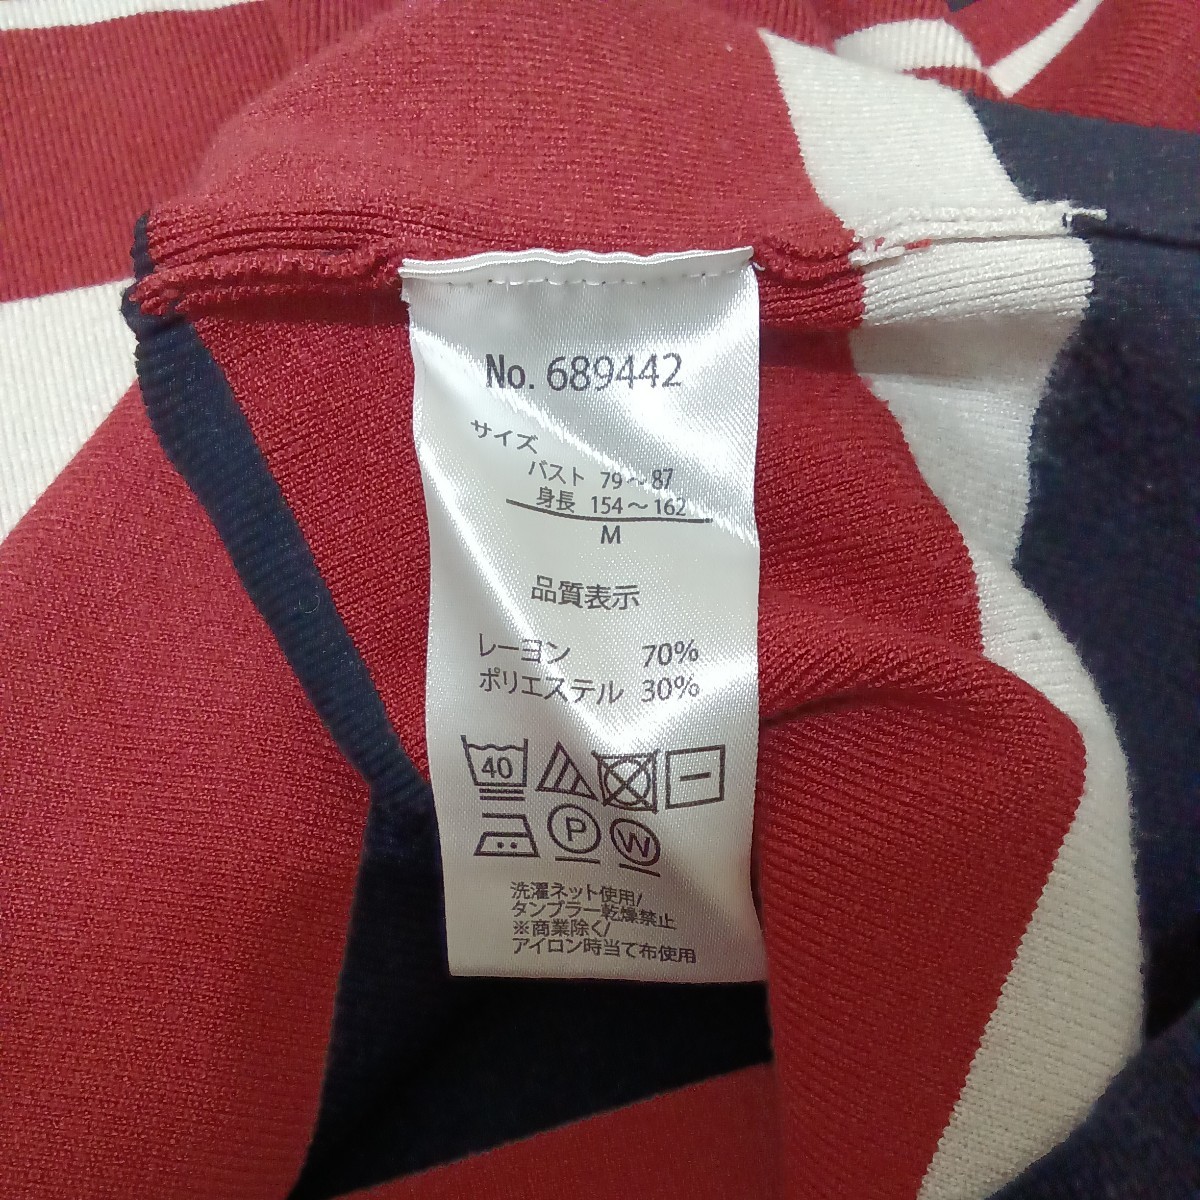 No. 689442
サイズ
バスト 79～87
身長 154～162
M
品質表示
レーヨン 70%
ポリエステル 30%
40
P
W
洗濯ネット使用/
タンブラー乾燥禁止
※商業除く/
アイロン時当て布使用